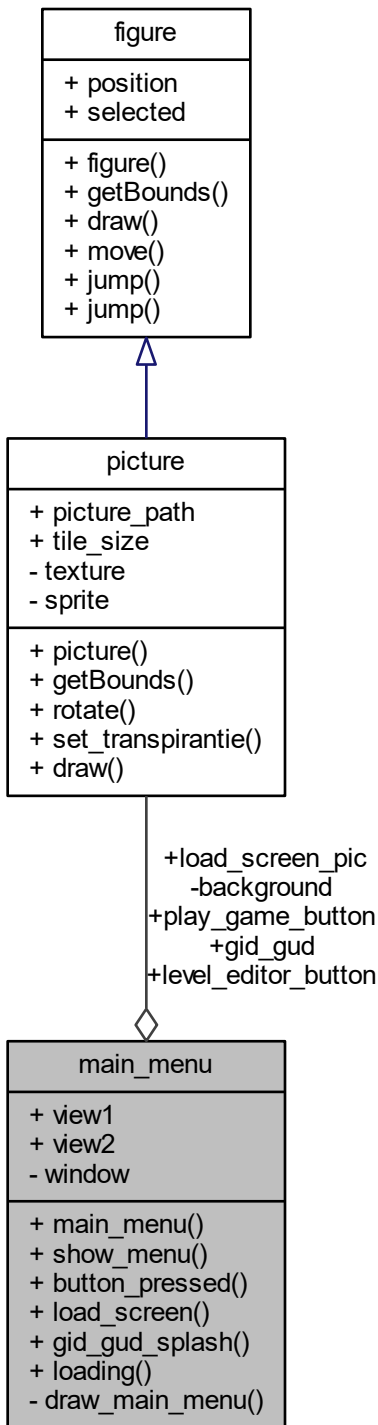 figure
+ position
+ selected
+ figure()
+ getBounds()
+ draw()
+ move()
+ jump()
+ jump()
picture
+ picture_path
+ tile_size
- texture
- sprite
+ picture()
+ getBounds()
+ rotate()
+ set_transpirantie()
+ draw()
+load_screen_pic
-background
+play_game_button
+gid_gud
+level_editor_button
main_menu
+ view1
+ view2
- window
+ main_menu()
+ show_menu()
+ button_pressed()
+ load_screen()
+ gid_gud_splash()
+ loading()
- draw_main_menu()